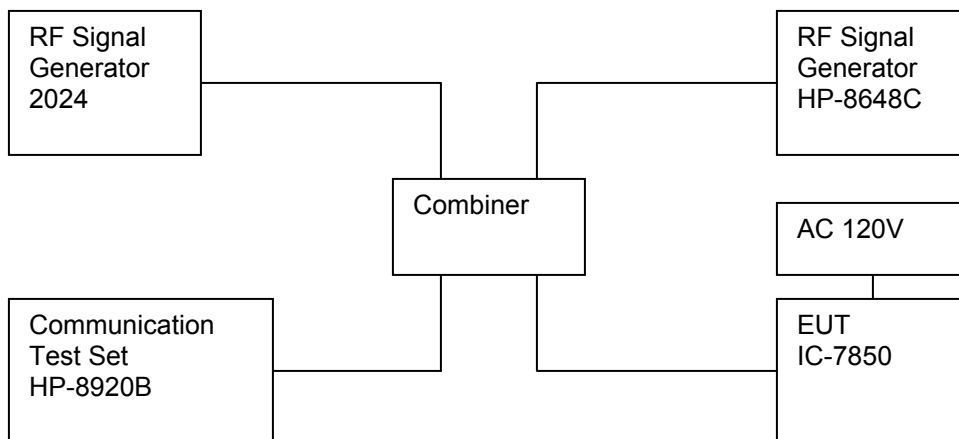 RF Signal
Generator
2024
RF Signal
Generator
HP-8648C
Combiner
AC 120V
Communication
Test Set
HP-8920B
EUT
IC-7850